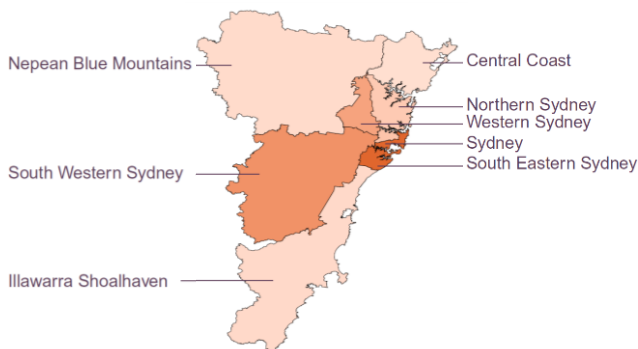 Nepean Blue Mountains
Central Coast
Northern Sydney
Western Sydney
Sydney
South Eastern Sydney
South Western Sydney
Illawarra Shoalhaven